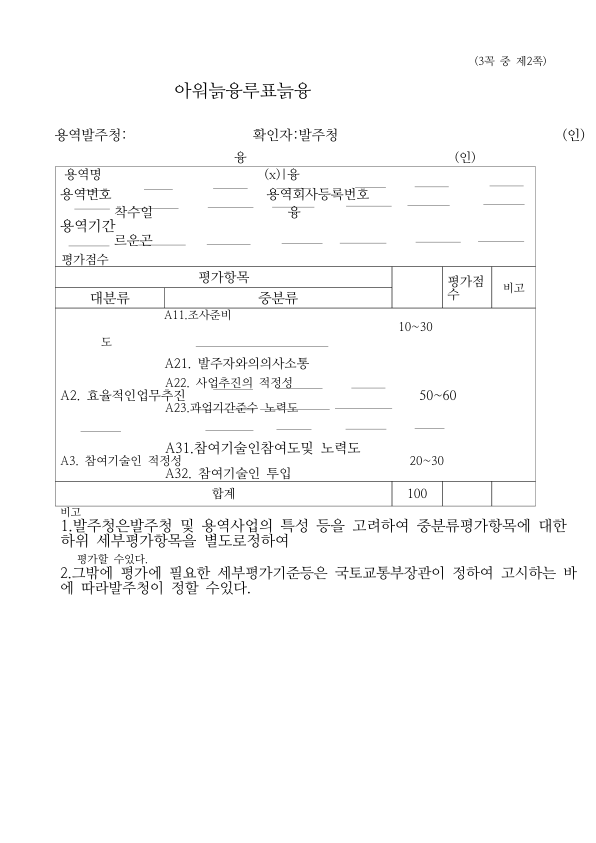 (3꼭 중 제2쪽)
아워늙융루표늙융
용역발주청: 확인자:발주청 (인)
융 (인)
용역명 (x)|융
용역번호 용역회사등록번호
착수일 융
용역기간
르운곤
평가점수
평가항목 평가점수 비고
대분류 중분류
A11.조사준비
10~30
도
A21. 발주자와의의사소통
A22. 사업추진의 적정성
A2. 효율적인업무추진 50~60
A23.과업기간준수 노력도
A31.참여기술인참여도및 노력도
A3. 참여기술인 적정성 20~30
A32. 참여기술인 투입
합계 100
비고
1.발주청은발주청 및 용역사업의 특성 등을 고려하여 중분류평가항목에 대한
하위 세부평가항목을 별도로정하여
평가할 수있다.
2.그밖에 평가에 필요한 세부평가기준등은 국토교통부장관이 정하여 고시하는 바
에 따라발주청이 정할 수있다.